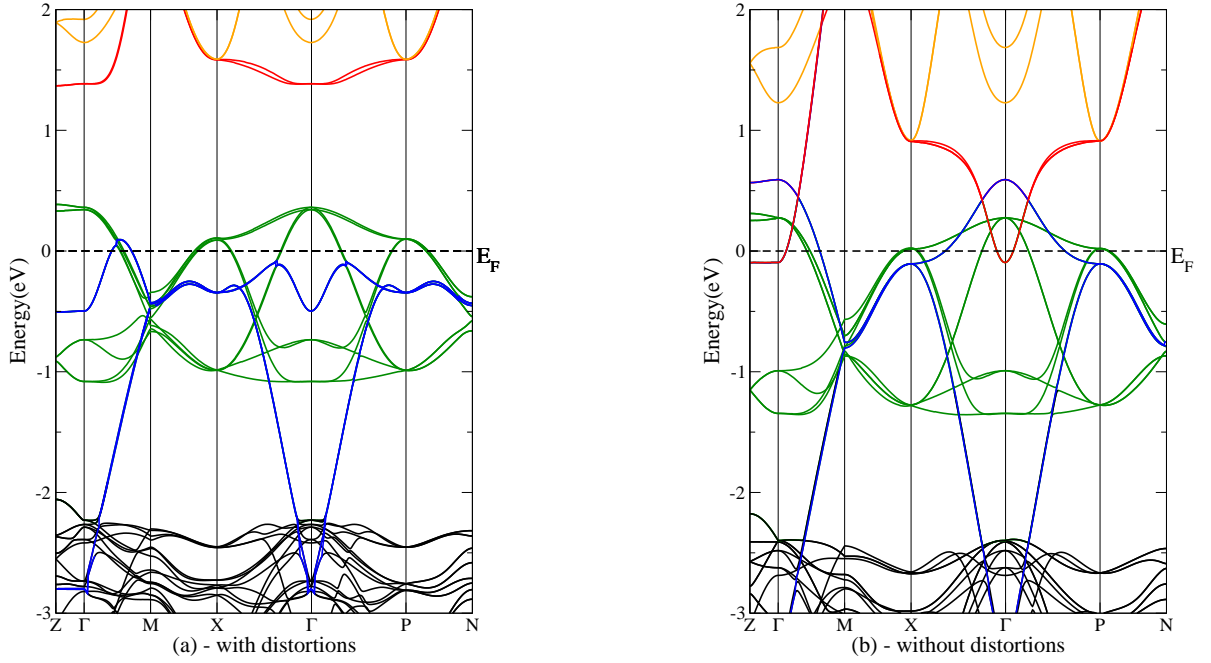 2
1
0
-1
-2
-3
Energy(eV)
E_F
Z Γ M X Γ P N
(a) - with distortions
2
1
0
-1
-2
-3
Energy(eV)
E_F
Z Γ M X Γ P N
(b) - without distortions